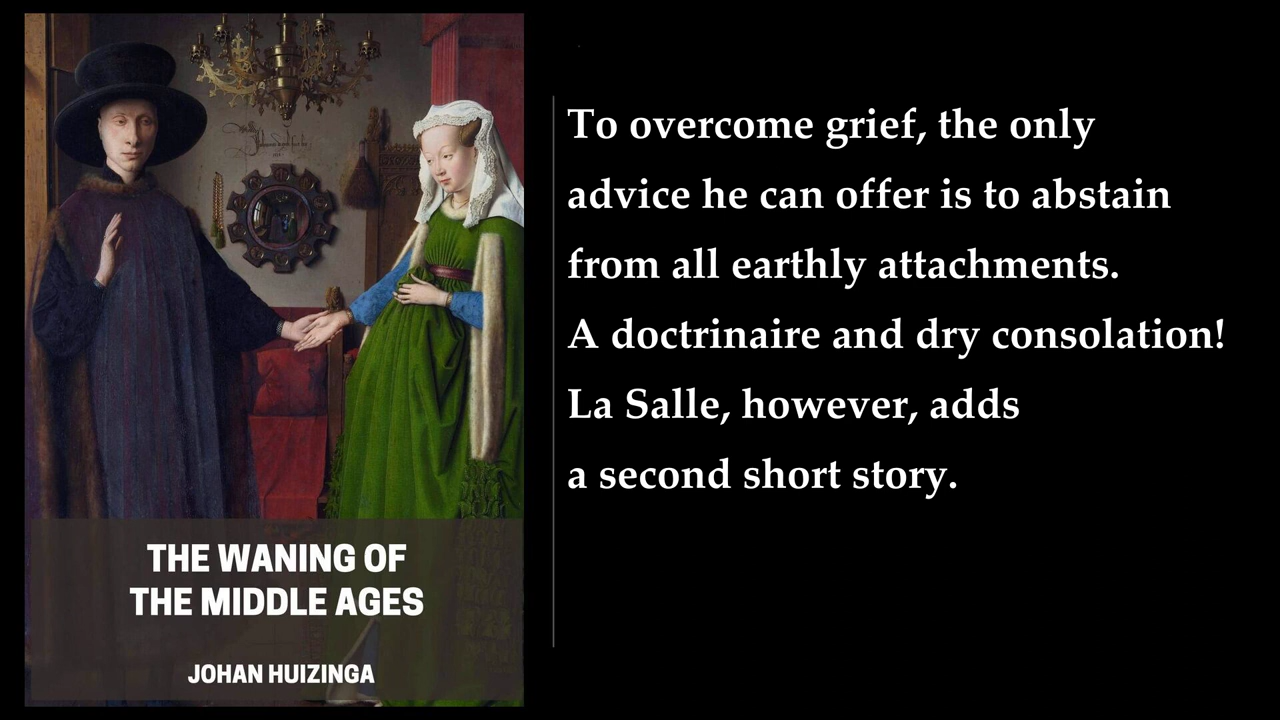 To overcome grief, the only
advice he can offer is to abstain
from all earthly attachments.
A doctrinaire and dry consolation!
La Salle, however, adds
a second short story.
THE WANING OF
THE MIDDLE AGES
JOHAN HUIZINGA